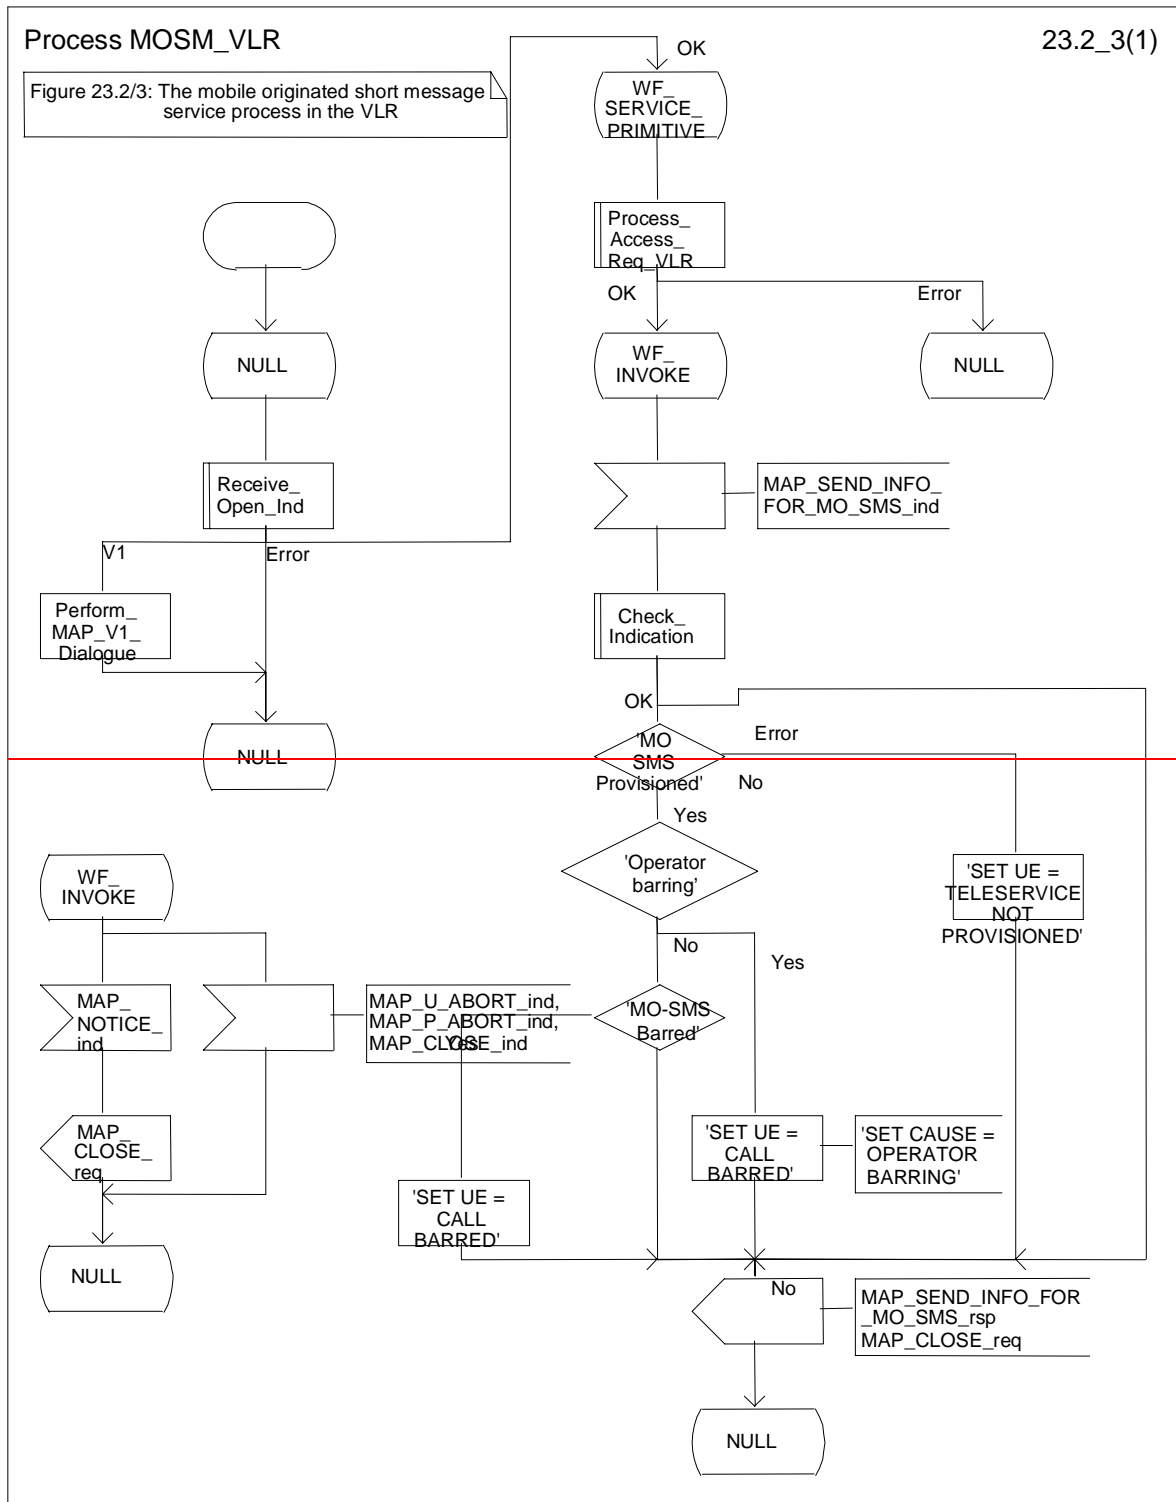 Process MOSM_VLR
23.2_3(1)
Figure 23.2/3: The mobile originated short message
service process in the VLR
OK
WF_
SERVICE_
PRIMITIVE
Process_
Access_
Req_VLR
OK
Error
NULL
WF_
INVOKE
NULL
Receive_
Open_Ind
MAP_SEND_INFO_
FOR_MO_SMS_ind
V1
Error
Perform_
MAP_V1_
Dialogue
Check_
Indication
OK
NULL
'MO
SMS
Provisioned'
Error
No
Yes
WF_
INVOKE
'Operator
barring'
'SET UE =
TELESERVICE
NOT
PROVISIONED'
No
Yes
MAP_
NOTICE_
ind
MAP_U_ABORT_ind,
MAP_P_ABORT_ind,
MAP_CLOSE_ind
Yes
'MO-SMS
Barred'
MAP_
CLOSE_
req
'SET UE =
CALL
BARRED'
'SET CAUSE =
OPERATOR
BARRING'
'SET UE =
CALL
BARRED'
NULL
No
MAP_SEND_INFO_FOR
_MO_SMS_rsp
MAP_CLOSE_req
NULL